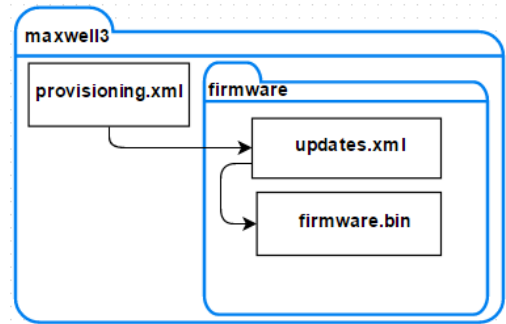 maxwell3
provisioning.xml
firmware
updates.xml
firmware.bin